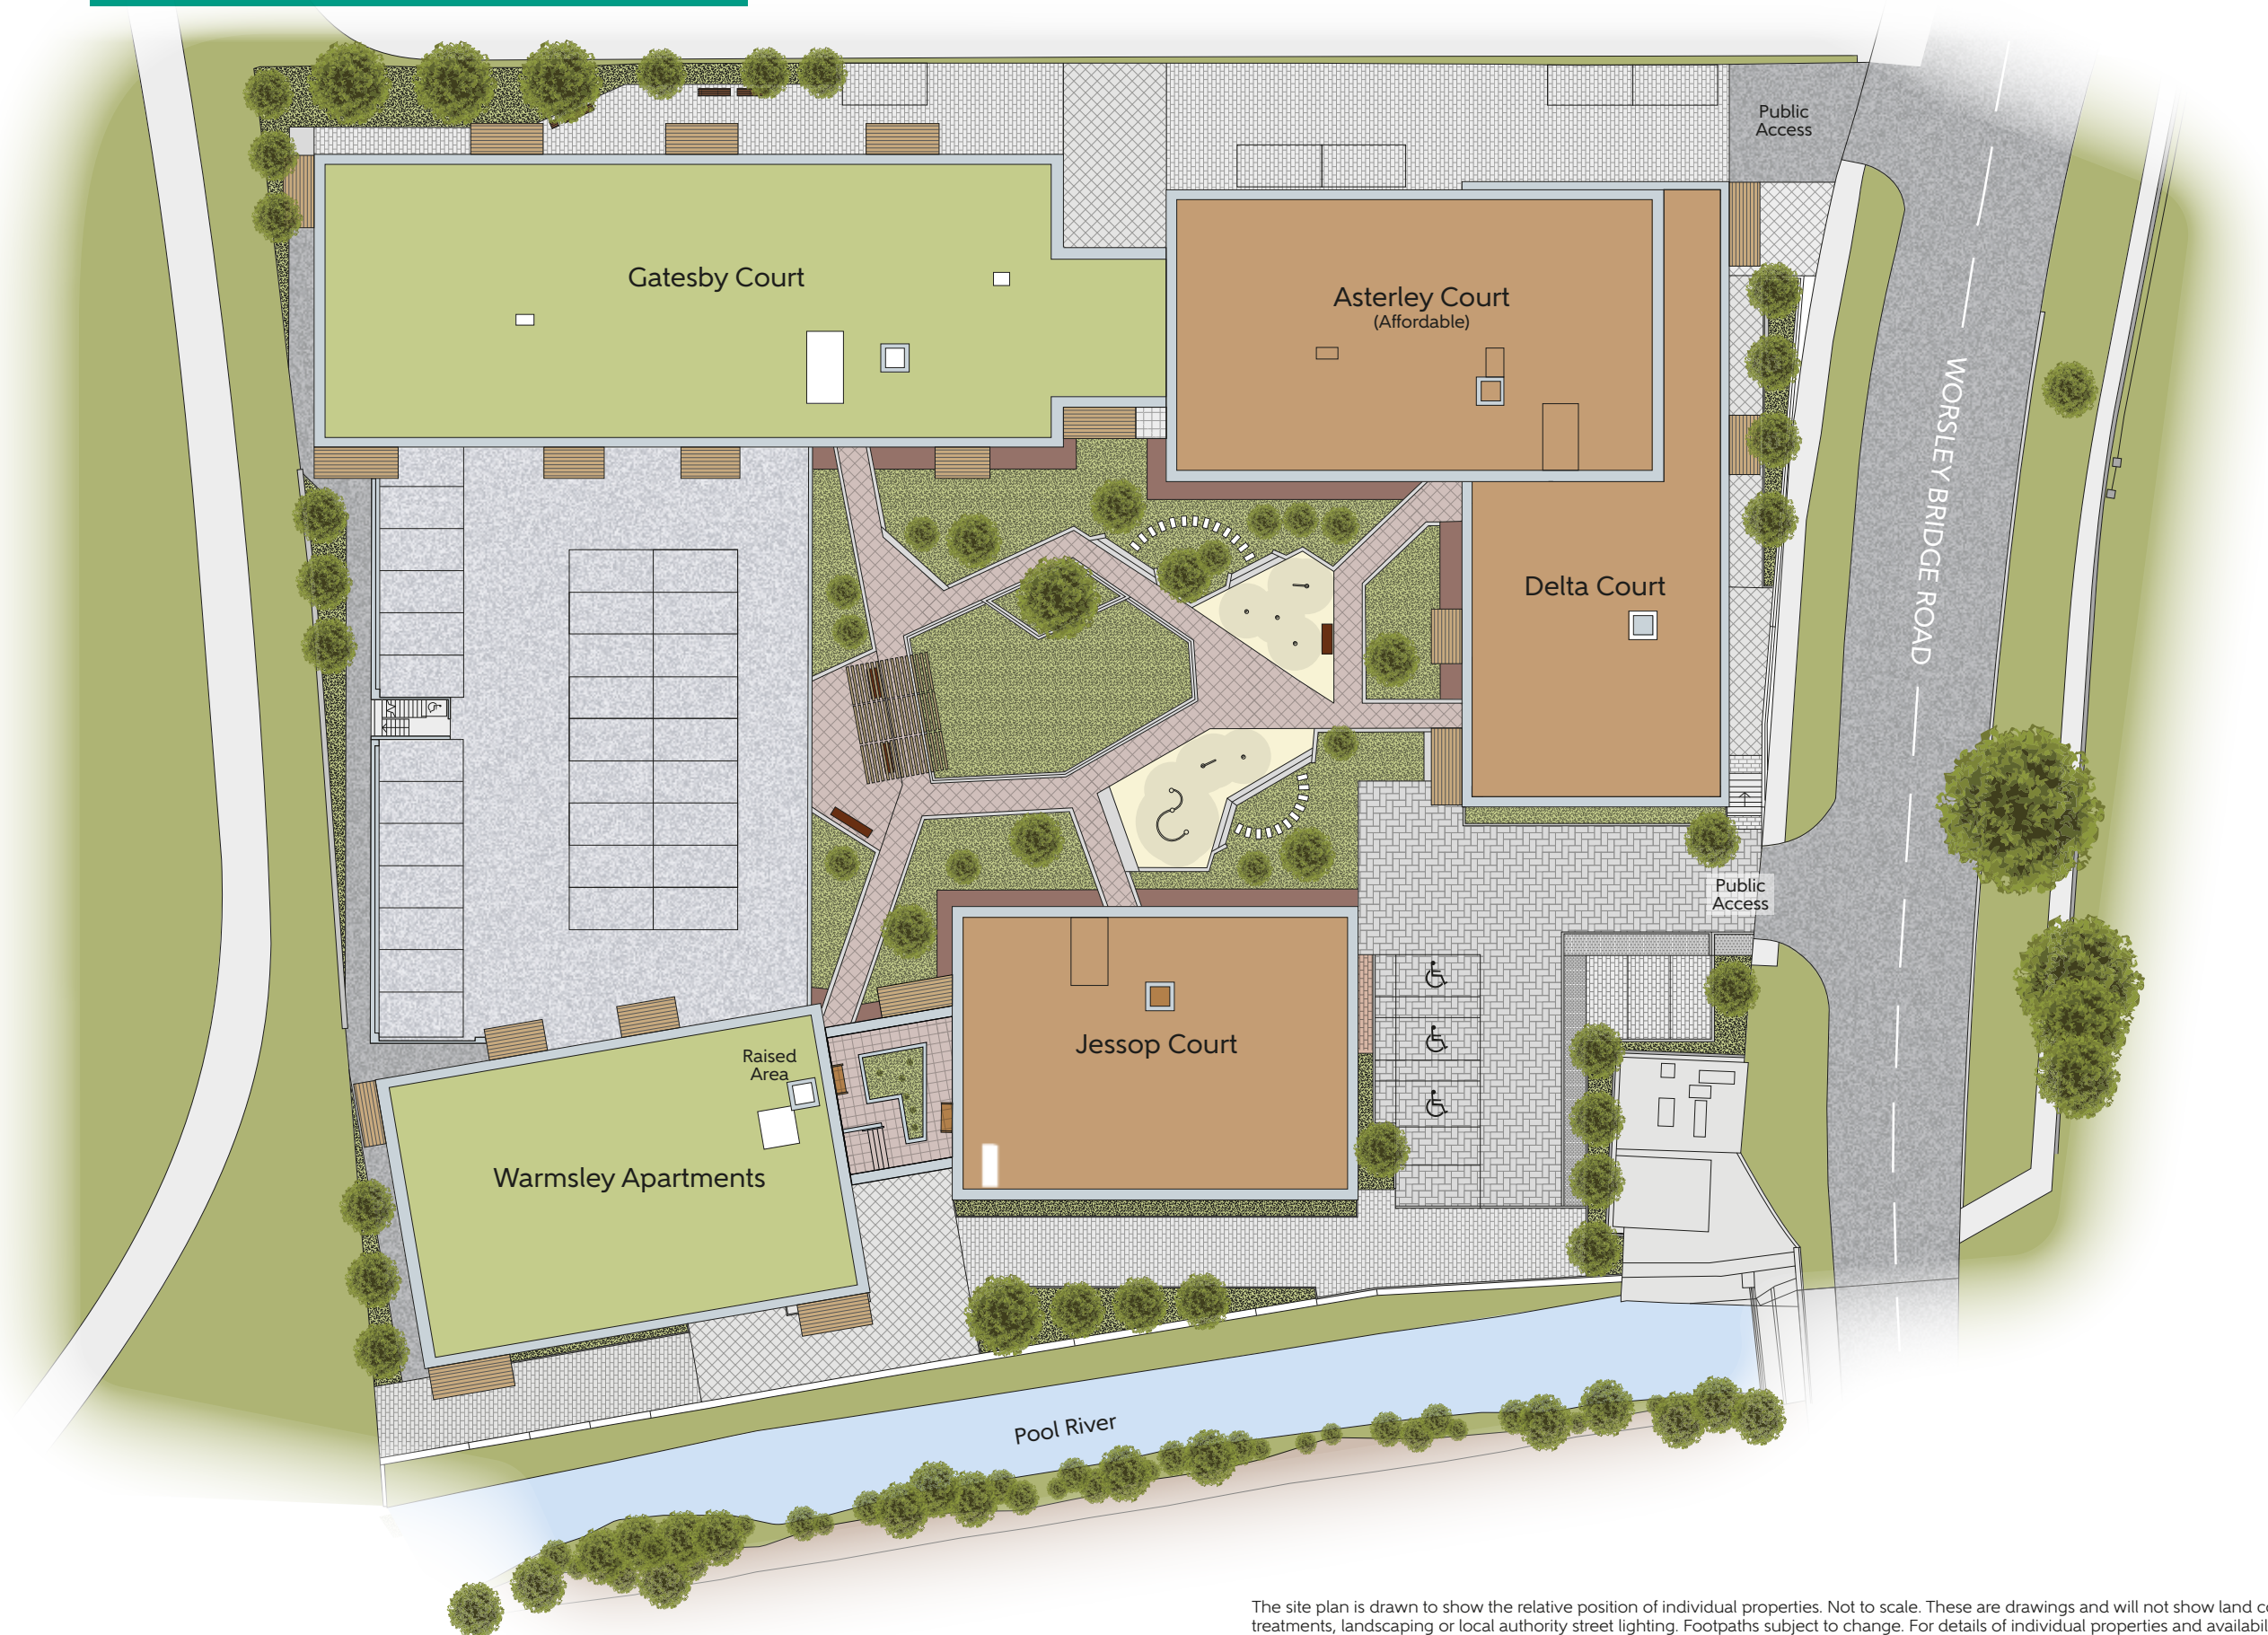 Public
Access
Gatesby Court
Asterley Court
(Affordable)
WORSLEY BRIDGE ROAD
Delta Court
Public
Access
Jessop Court
Raised
Area
Warmsley Apartments
Pool River
The site plan is drawn to show the relative position of individual properties. Not to scale. These are drawings and will not show land
treatments, landscaping or local authority street lighting. Footpaths subject to change. For details of individual properties and